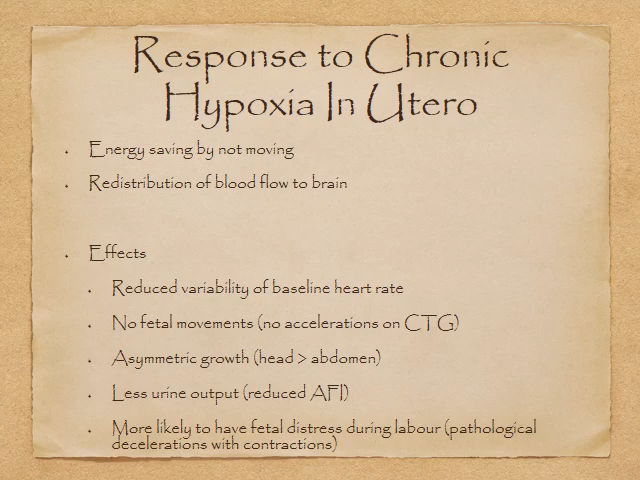 Response to Chronic
Hypoxia In Utero
• Energy saving by not moving
• Redistribution of blood flow to brain
• Effects
• Reduced variability of baseline heart rate
• No fetal movements (no accelerations on CTG)
• Asymmetric growth (head > abdomen)
• Less urine output (reduced AFI)
• More likely to have fetal distress during labour (pathological
decelerations with contractions)